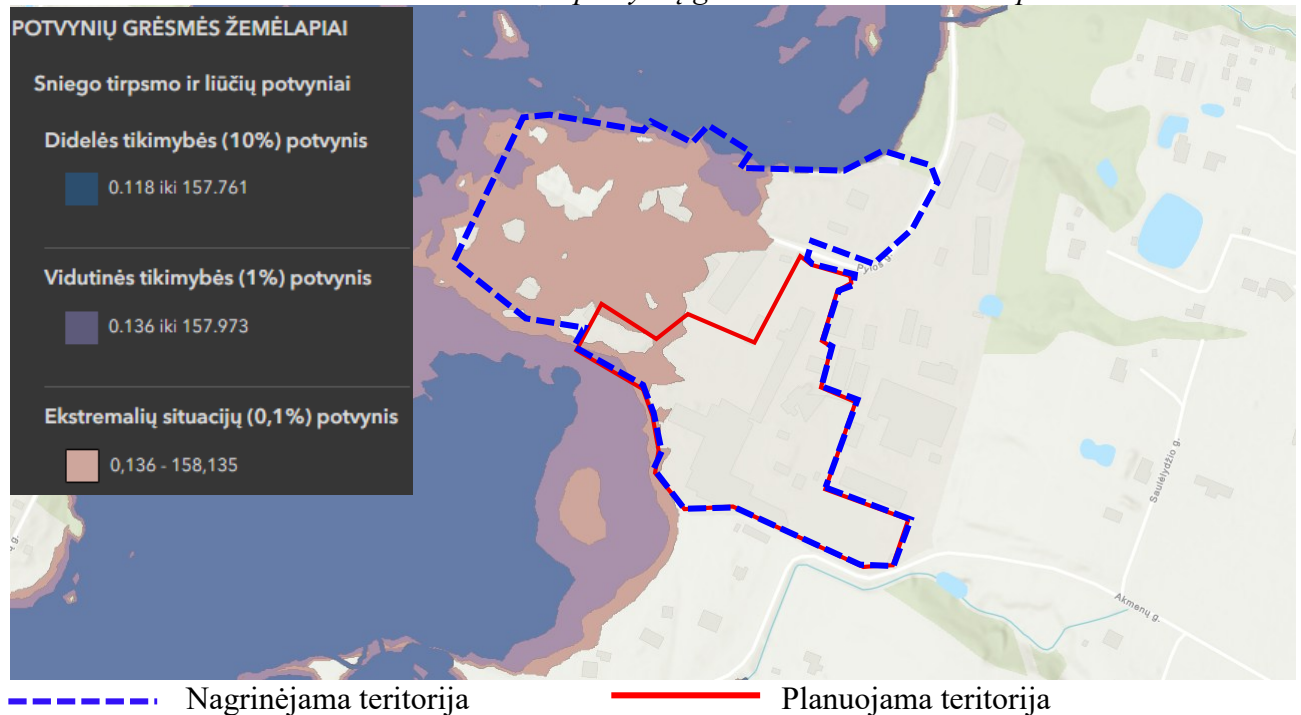 POTVYNIŲ GRĖSMĖS ŽEMĖLAPIAI
Sniego tirpsmo ir liūčių potvyniai
Didelės tikimybės (10%) potvynis
0.118 iki 157.761
Vidutinės tikimybės (1%) potvynis
0.136 iki 157.973
Ekstremalių situacijų (0,1%) potvynis
0,136 - 158,135
Pylos g.
Saulėlydžio g.
Akmenų g.
g.
Nagrinėjama teritorija
Planuojama teritorija